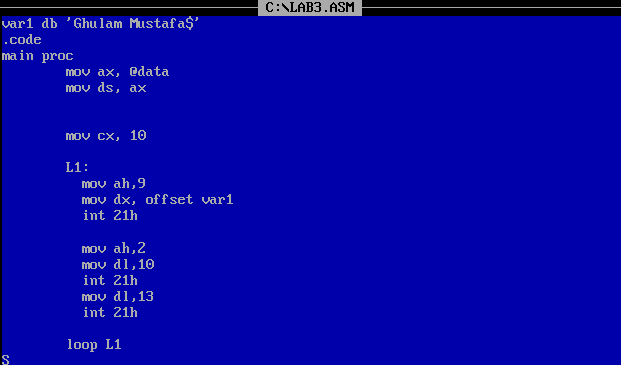 C:\LAB3.ASM
var1 db 'Ghulam Mustafa$'
.code
main proc
mov ax, @data
mov ds, ax
mov cx, 10
L1:
mov ah,9
mov dx, offset var1
int 21h
mov ah,2
mov dl,10
int 21h
mov dl,13
int 21h
loop L1
S